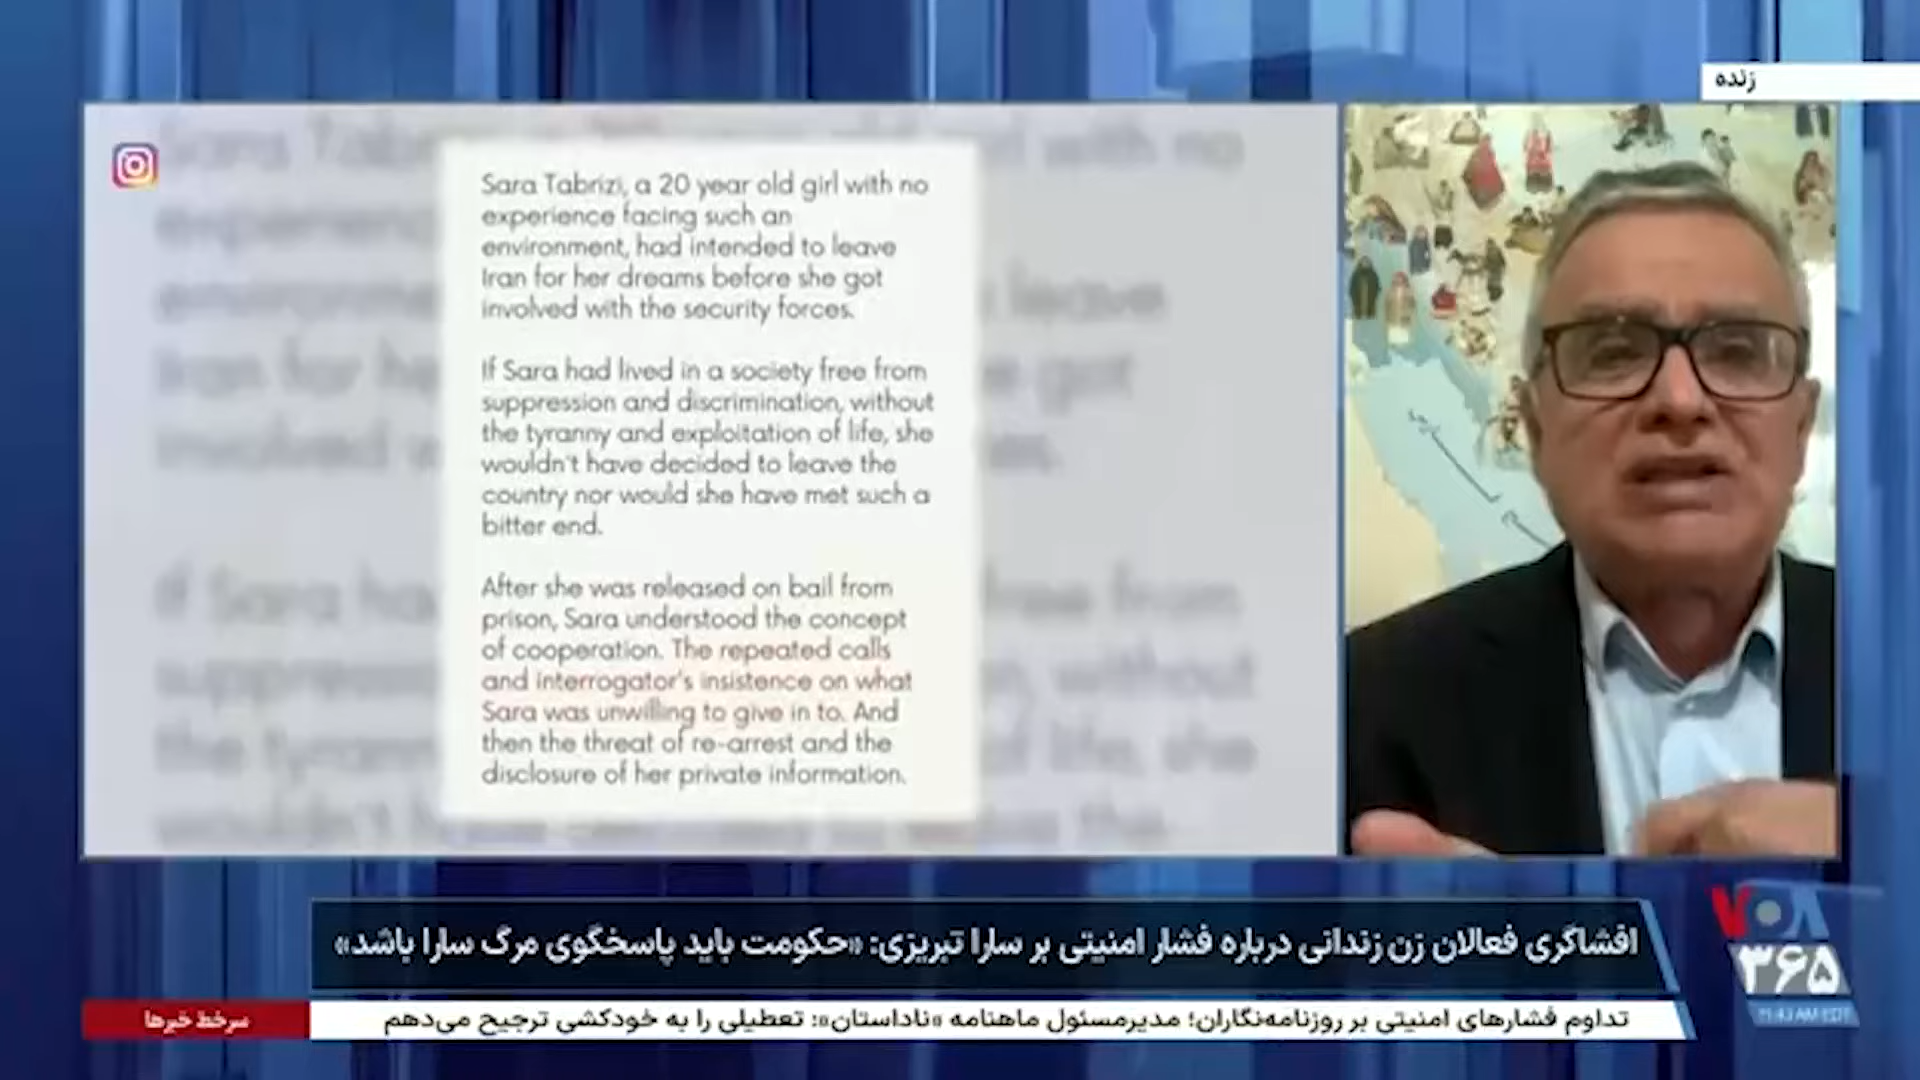 زنده
Sara Tabrizi, a 20 year old girl with no
experience facing such an
environment, had intended to leave
Iran for her dreams before she got
involved with the security forces.
If Sara had lived in a society free from
suppression and discrimination, without
the tyranny and exploitation of life, she
wouldn't have decided to leave the
country nor would she have met such a
bitter end.
After she was released on bail from
prison, Sara understood the concept
of cooperation. The repeated calls
and interrogator's insistence on what
Sara was unwilling to give in to. And
then the threat of re-arrest and the
disclosure of her private information.
افشاگری فعالان زن زندانی درباره فشار امنیتی بر سارا تبریزی: «حکومت باید پاسخگوی مرگ سارا باشد»
VOA
۳۶۵
سرخط خبرها
تداوم فشارهای امنیتی بر روزنامه‌نگاران؛ مدیرمسئول ماهنامه «ناداستان»: تعطیلی را به خودکشی ترجیح می‌دهم